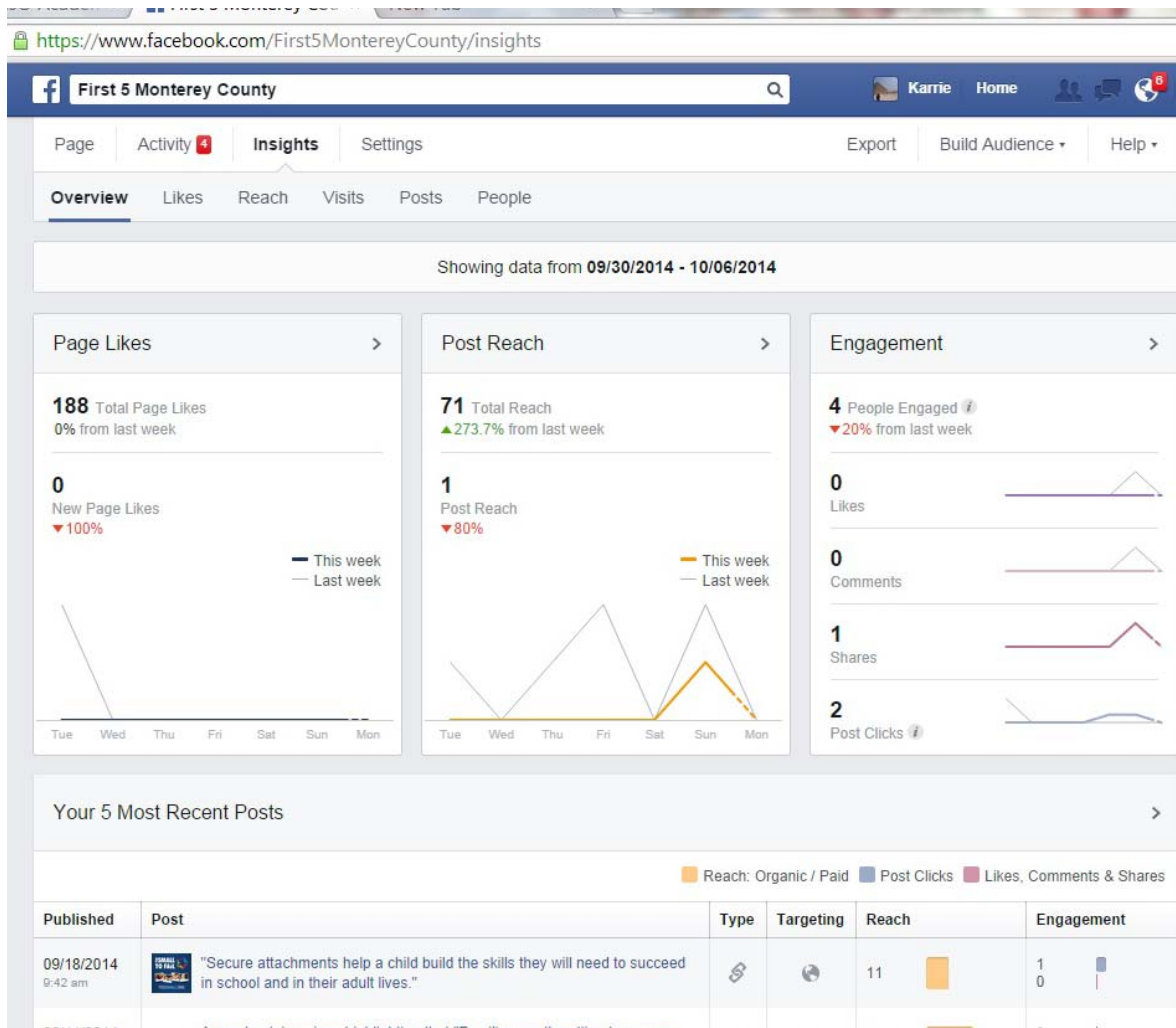 First 5 Monterey Cou
New Tab
https://www.facebook.com/First5MontereyCounty/insights
First 5 Monterey County
Karrie Home 6
Page Activity 4 Insights Settings Export Build Audience Help
Overview Likes Reach Visits Posts People
Showing data from 09/30/2014 - 10/06/2014
Page Likes
188 Total Page Likes
0% from last week
0
New Page Likes
100%
This week
Last week
Tue Wed Thu Fri Sat Sun Mon
Post Reach
71 Total Reach
273.7% from last week
1
Post Reach
80%
This week
Last week
Tue Wed Thu Fri Sat Sun Mon
Engagement
4 People Engaged i
20% from last week
0
Likes
0
Comments
1
Shares
2
Post Clicks i
Your 5 Most Recent Posts
Reach: Organic / Paid Post Clicks Likes, Comments & Shares
Published Post Type Targeting Reach Engagement
09/18/2014
9:42 am
"Secure attachments help a child build the skills they will need to succeed
in school and in their adult lives."
11
1
0